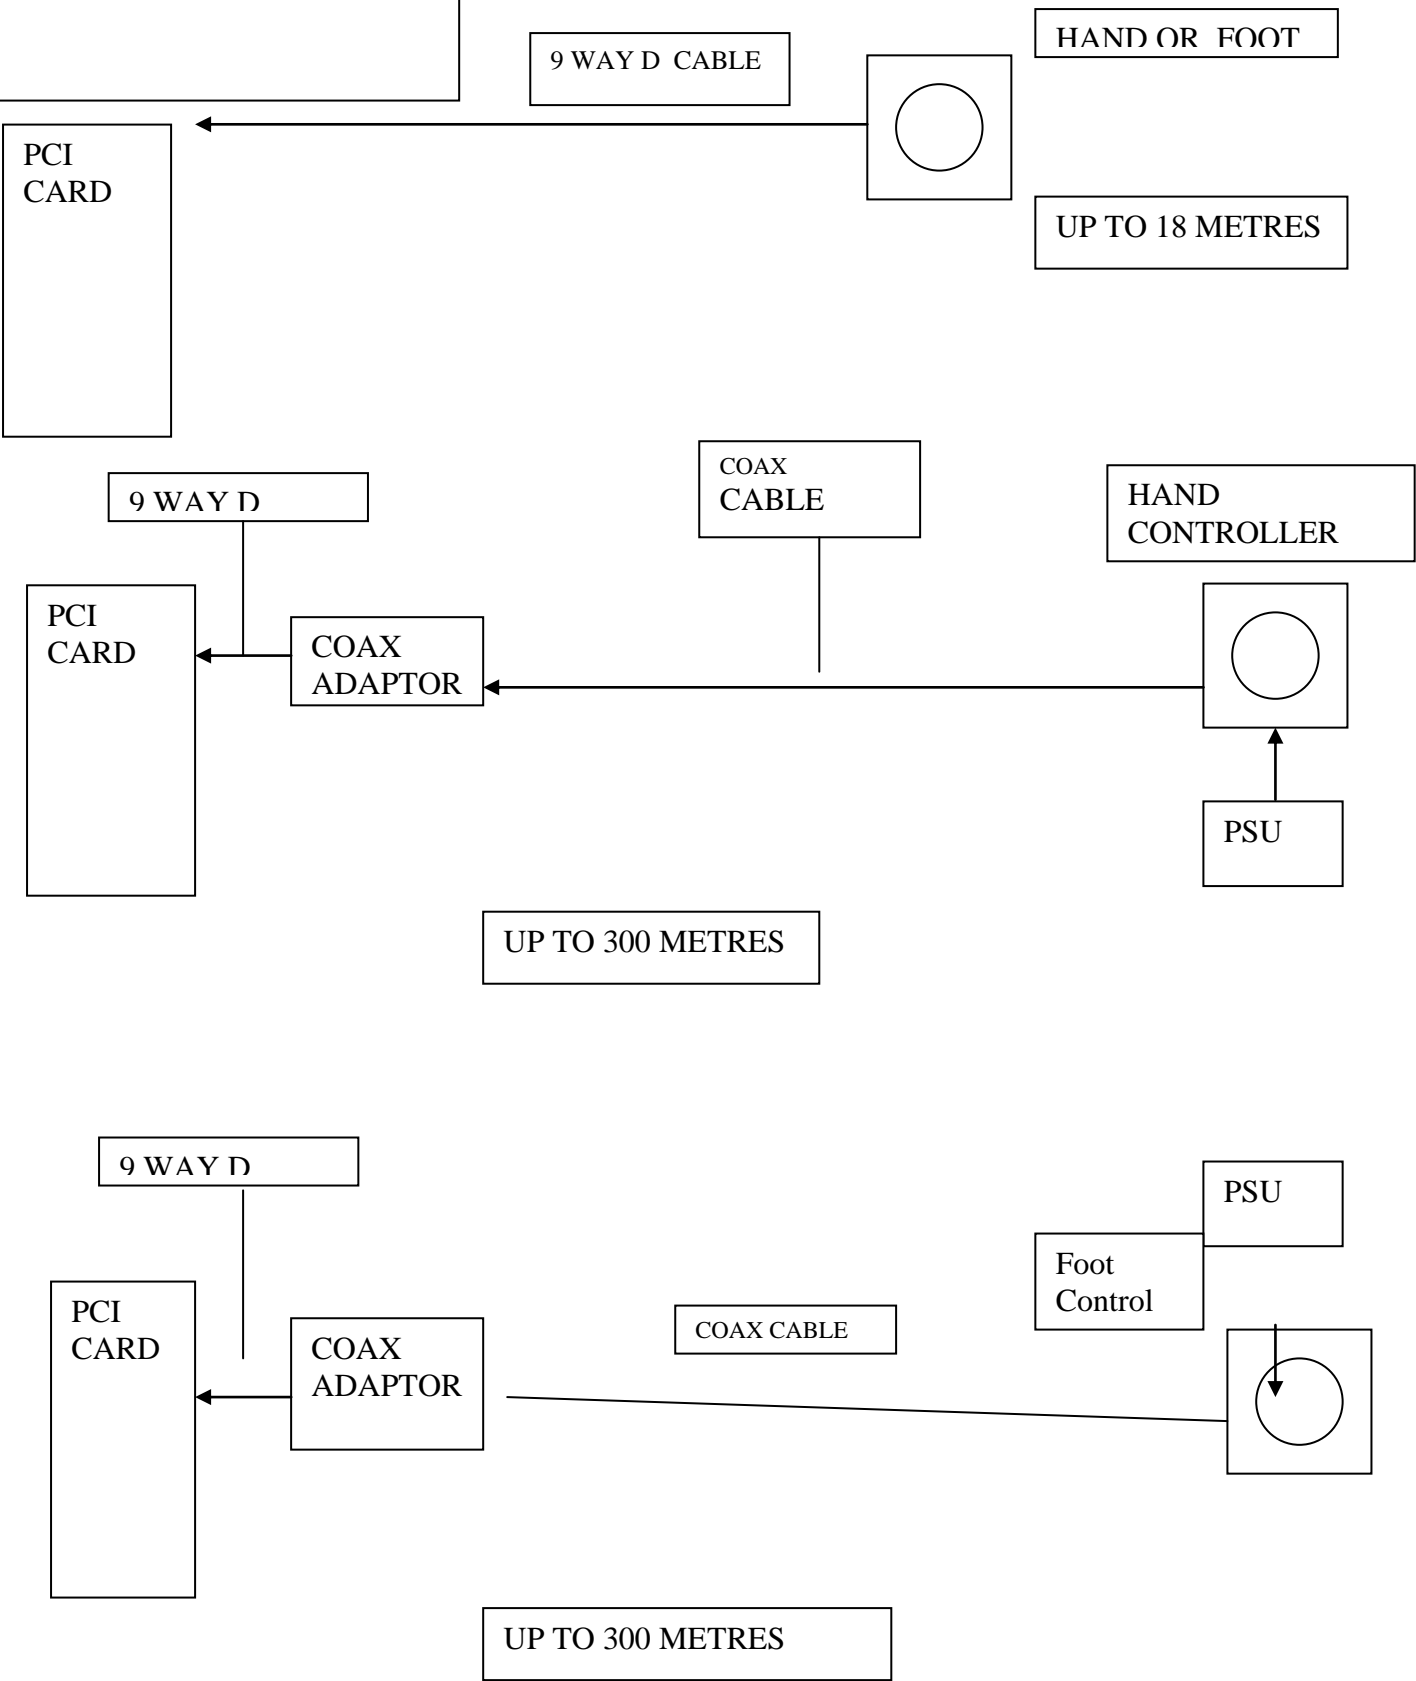 9 WAY D CABLE
HAND OR FOOT
PCI
CARD
UP TO 18 METRES
9 WAY D
COAX
CABLE
HAND
CONTROLLER
PCI
CARD
COAX
ADAPTOR
PSU
UP TO 300 METRES
9 WAY D
PSU
Foot
Control
PCI
CARD
COAX
ADAPTOR
COAX CABLE
UP TO 300 METRES